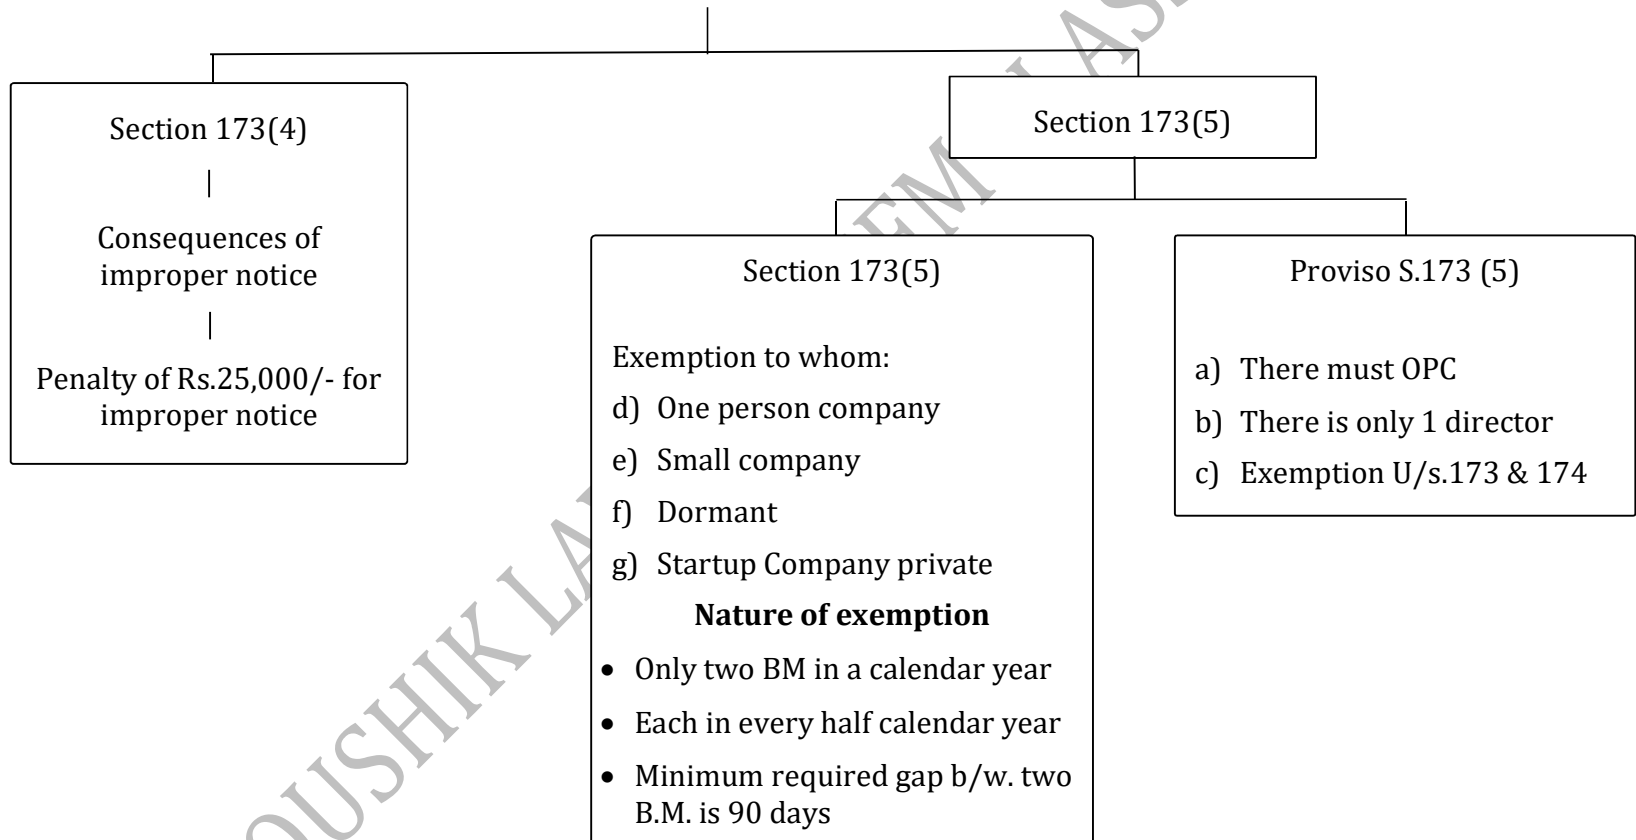 Section 173(4)
Consequences of
improper notice
Penalty of Rs.25,000/- for
improper notice
Section 173(5)
Section 173(5)
Exemption to whom:
d) One person company
e) Small company
f) Dormant
g) Startup Company private
Nature of exemption
• Only two BM in a calendar year
• Each in every half calendar year
• Minimum required gap b/w. two
B.M. is 90 days
Proviso S.173 (5)
a) There must OPC
b) There is only 1 director
c) Exemption U/s.173 & 174